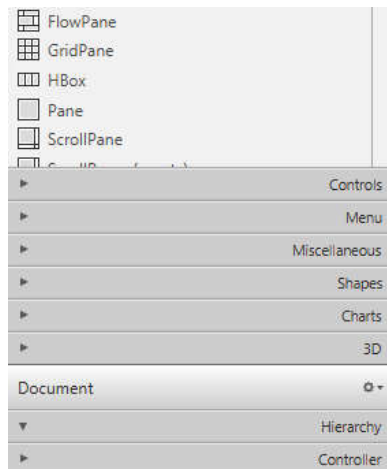 FlowPane
GridPane
HBox
Pane
ScrollPane
Controls
Menu
Miscellaneous
Shapes
Charts
3D
Document
Hierarchy
Controller